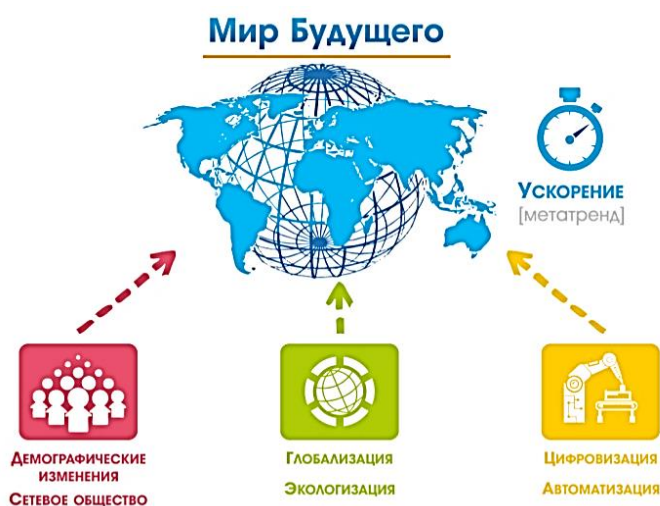 Мир Будущего
Ускорение
[метатренд]
Демографические
изменения
Сетевое общество
Глобализация
Экологизация
Цифровизация
Автоматизация